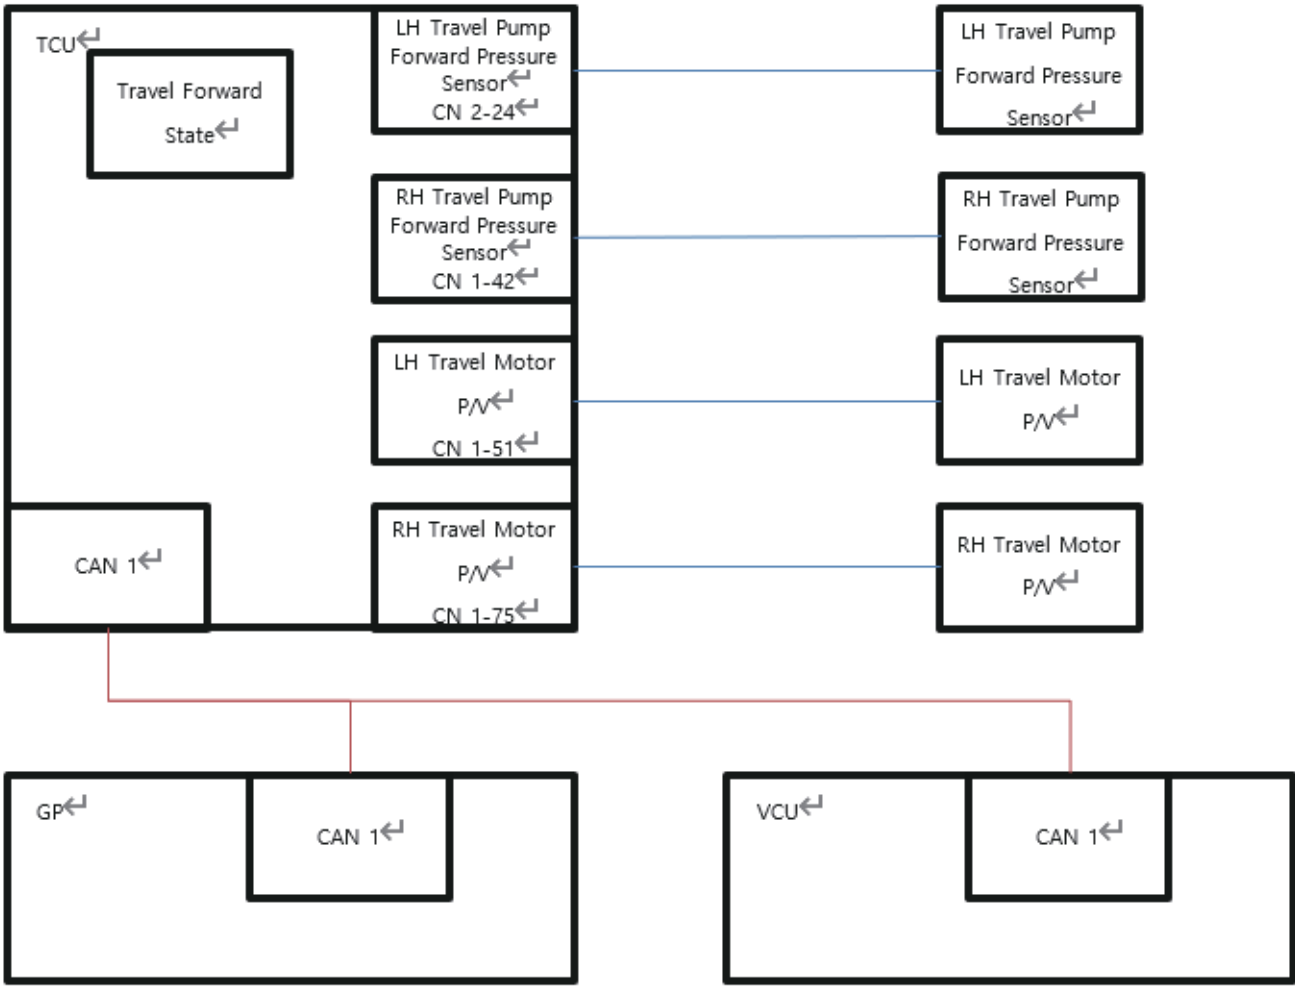 TCU
Travel Forward
State
LH Travel Pump
Forward Pressure
Sensor
CN 2-24
LH Travel Pump
Forward Pressure
Sensor
RH Travel Pump
Forward Pressure
Sensor
CN 1-42
RH Travel Pump
Forward Pressure
Sensor
LH Travel Motor
P/V
CN 1-51
LH Travel Motor
P/V
CAN 1
RH Travel Motor
P/V
CN 1-75
RH Travel Motor
P/V
GP
CAN 1
VCU
CAN 1